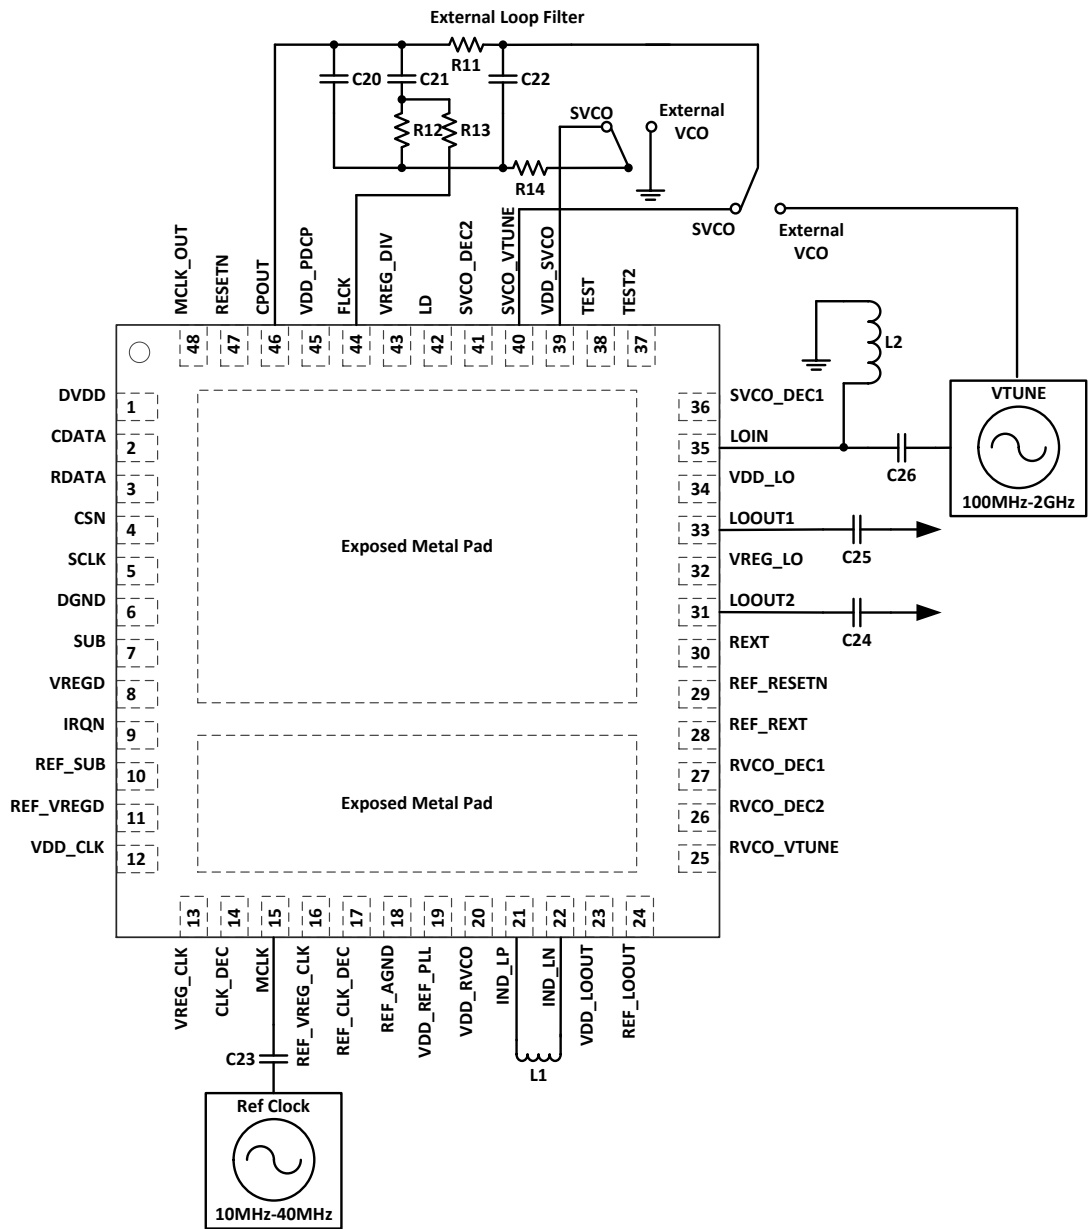 External Loop Filter
R11
C20
C21
C22
R12
R13
R14
SVCO
External
VCO
SVCO
External
VCO
MCLK_OUT
RESETN
CPOUT
VDD_PDCP
FLCK
VREG_DIV
LD
SVCO_DEC2
SVCO_VTUNE
VDD_SVCO
TEST
TEST2
48
47
46
45
44
43
42
41
40
39
38
37
L2
DVDD
1
CDATA
2
RDATA
3
CSN
4
SCLK
5
DGND
6
SUB
7
VREGD
8
IRQN
9
REF_SUB
10
REF_VREGD
11
VDD_CLK
12
Exposed Metal Pad
Exposed Metal Pad
36
SVCO_DEC1
35
LOIN
34
VDD_LO
33
LOOUT1
32
VREG_LO
31
LOOUT2
30
REXT
29
REF_RESETN
28
REF_REXT
27
RVCO_DEC1
26
RVCO_DEC2
25
RVCO_VTUNE
C26
C25
C24
VTUNE
100MHz-2GHz
13
14
15
16
17
18
19
20
21
22
23
24
VREG_CLK
CLK_DEC
MCLK
REF_VREG_CLK
REF_CLK_DEC
REF_AGND
VDD_REF_PLL
VDD_RVCO
IND_LP
IND_LN
VDD_LOOUT
REF_LOOUT
C23
L1
Ref Clock
10MHz-40MHz